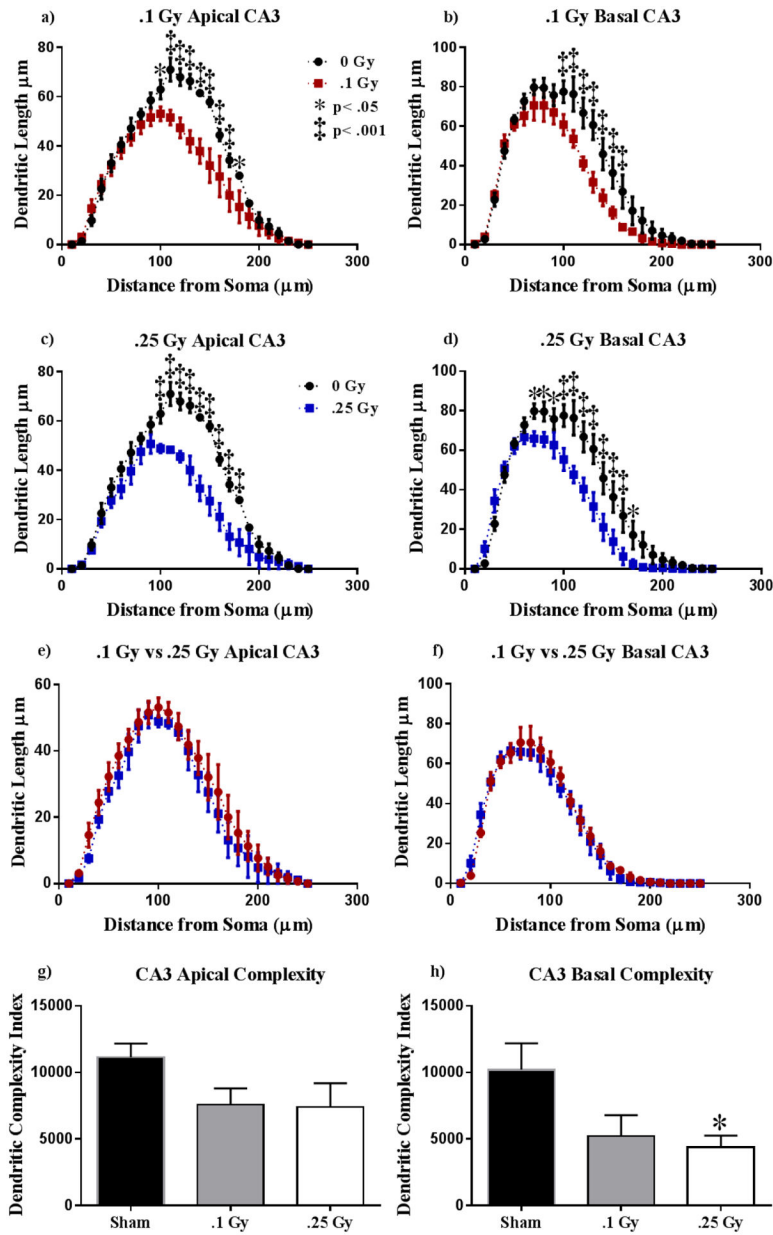 a)
.1 Gy Apical CA3
Dendritic Length μm
80
60
40
20
0
0
100
200
300
Distance from Soma (μm)
0 Gy
.1 Gy
* p< .05
‡ p< .001
* ‡ ‡ ‡ ‡ ‡ ‡ ‡ *
b)
.1 Gy Basal CA3
Dendritic Length μm
100
80
60
40
20
0
0
100
200
300
Distance from Soma (μm)
‡ ‡ ‡ ‡ ‡ ‡ ‡
c)
.25 Gy Apical CA3
Dendritic Length μm
80
60
40
20
0
0
100
200
300
Distance from Soma (μm)
0 Gy
.25 Gy
‡ ‡ ‡ ‡ ‡ ‡ ‡ ‡ ‡
d)
.25 Gy Basal CA3
Dendritic Length μm
100
80
60
40
20
0
0
100
200
300
Distance from Soma (μm)
* * * ‡ ‡ ‡ ‡ ‡ ‡ ‡ *
e)
.1 Gy vs .25 Gy Apical CA3
Dendritic Length μm
60
40
20
0
0
100
200
300
Distance from Soma (μm)
f)
.1 Gy vs .25 Gy Basal CA3
Dendritic Length μm
100
80
60
40
20
0
0
100
200
300
Distance from Soma (μm)
g)
CA3 Apical Complexity
Dendritic Complexity Index
15000
10000
5000
0
Sham
.1 Gy
.25 Gy
h)
CA3 Basal Complexity
Dendritic Complexity Index
15000
10000
5000
0
*
Sham
.1 Gy
.25 Gy